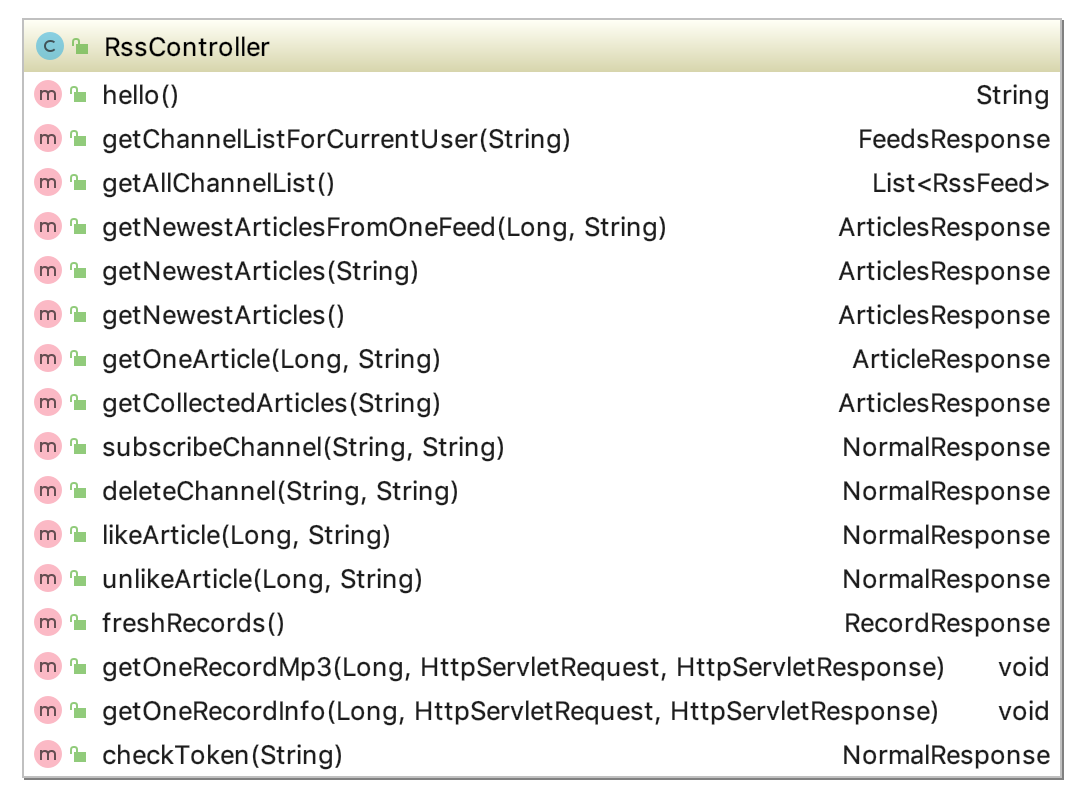 C RssController
m hello() String
m getChannelListForCurrentUser(String) FeedsResponse
m getAllChannelList() List<RssFeed>
m getNewestArticlesFromOneFeed(Long, String) ArticlesResponse
m getNewestArticles(String) ArticlesResponse
m getNewestArticles() ArticlesResponse
m getOneArticle(Long, String) ArticleResponse
m getCollectedArticles(String) ArticlesResponse
m subscribeChannel(String, String) NormalResponse
m deleteChannel(String, String) NormalResponse
m likeArticle(Long, String) NormalResponse
m unlikeArticle(Long, String) NormalResponse
m freshRecords() RecordResponse
m getOneRecordMp3(Long, HttpServletRequest, HttpServletResponse) void
m getOneRecordInfo(Long, HttpServletRequest, HttpServletResponse) void
m checkToken(String) NormalResponse